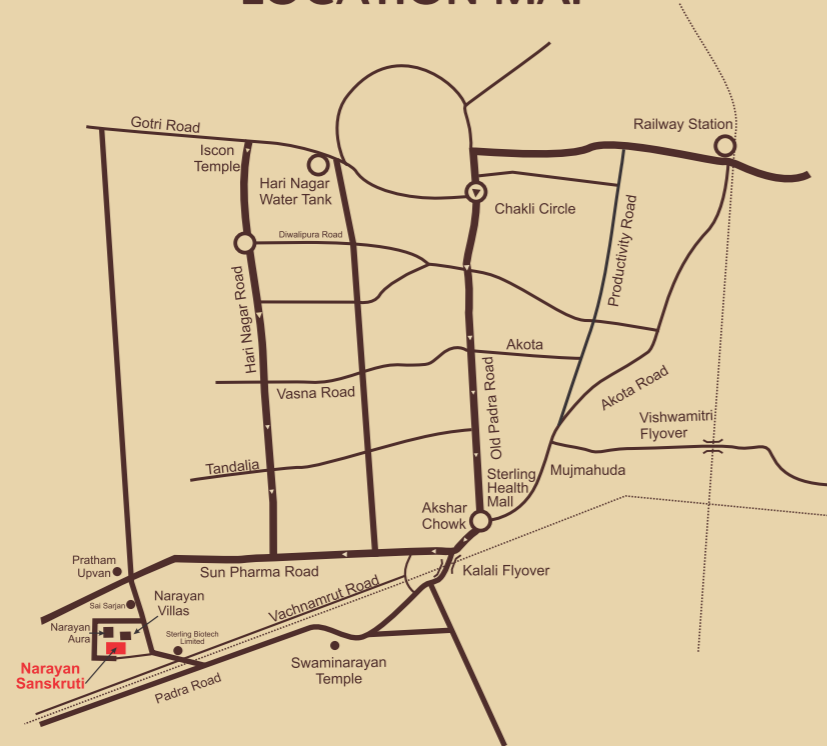 LOCATION MAP
Gotri Road
Railway Station
Iscon
Temple
Hari Nagar
Water Tank
Chakli Circle
Productivity Road
Diwalipura Road
Hari Nagar Road
Akota
Old Padra Road
Akota Road
Vasna Road
Vishwamitri
Flyover
Tandalia
Sterling
Health
Mall
Mujmahuda
Akshar
Chowk
Pratham
Upvan
Sun Pharma Road
Kalali Flyover
Vachnamrut Road
Sai Sarjan
Narayan
Villas
Narayan
Aura
Sterling Biotech
Limited
Narayan
Sanskruti
Padra Road
Swaminarayan
Temple